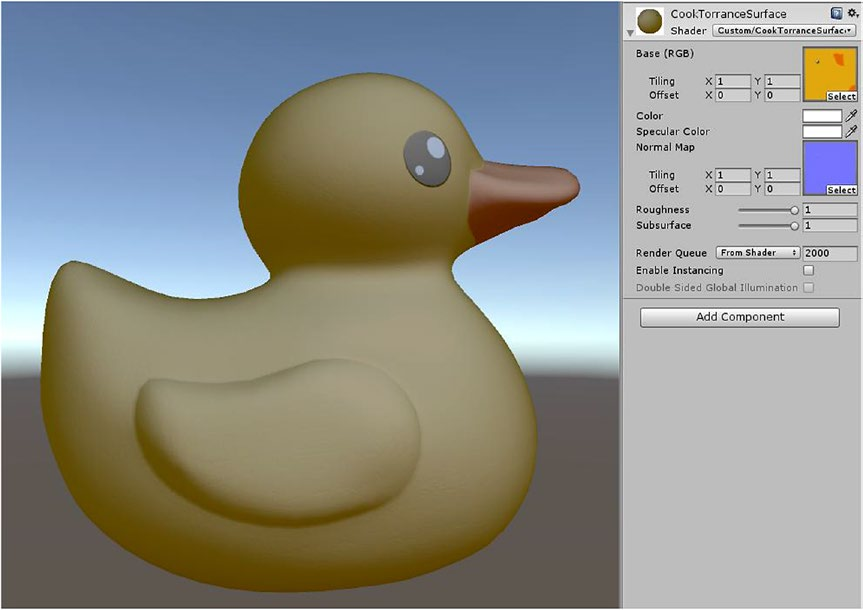 CookTorranceSurface
Shader Custom/CookTorranceSurfac
Base (RGB)
Tiling X 1 Y 1
Offset X 0 Y 0
Select
Color
Specular Color
Normal Map
Tiling X 1 Y 1
Offset X 0 Y 0
Select
Roughness 1
Subsurface 1
Render Queue From Shader 2000
Enable Instancing
Double Sided Global Illumination
Add Component